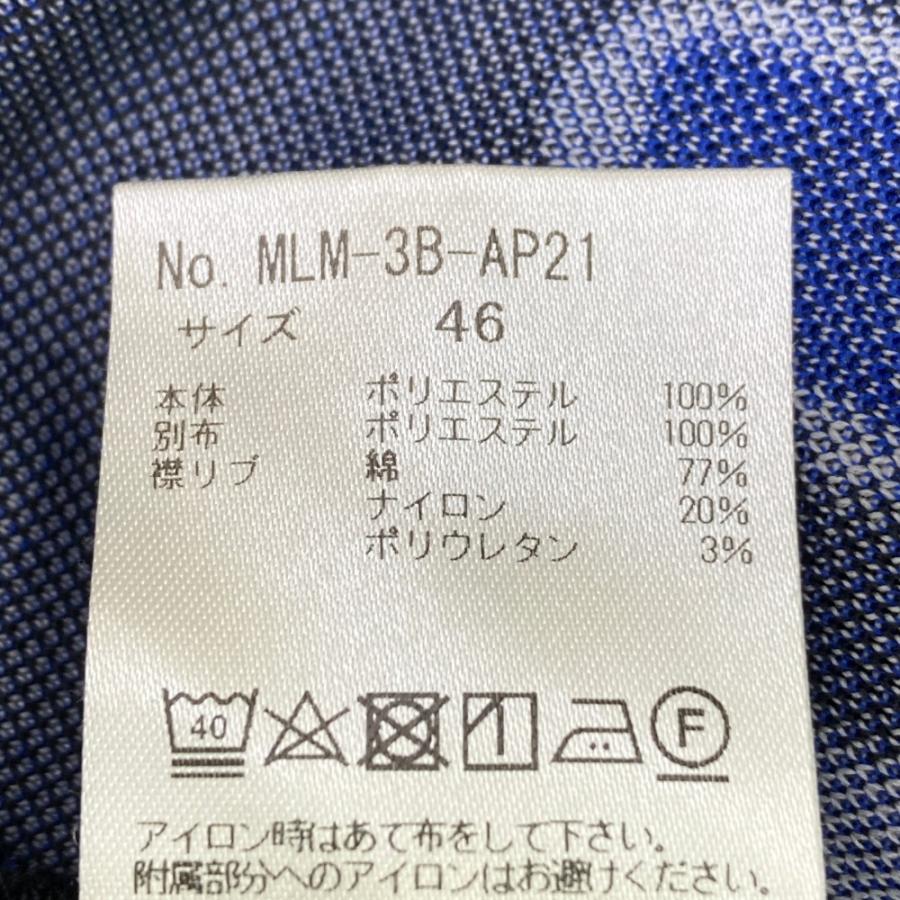 No. MLM-3B-AP21
サイズ 46
本体 ポリエステル 100%
別布 ポリエステル 100%
襟リブ 綿 77%
ナイロン 20%
ポリウレタン 3%
40 F
アイロン時はあて布をして下さい。
附属部分へのアイロンはお避けください。